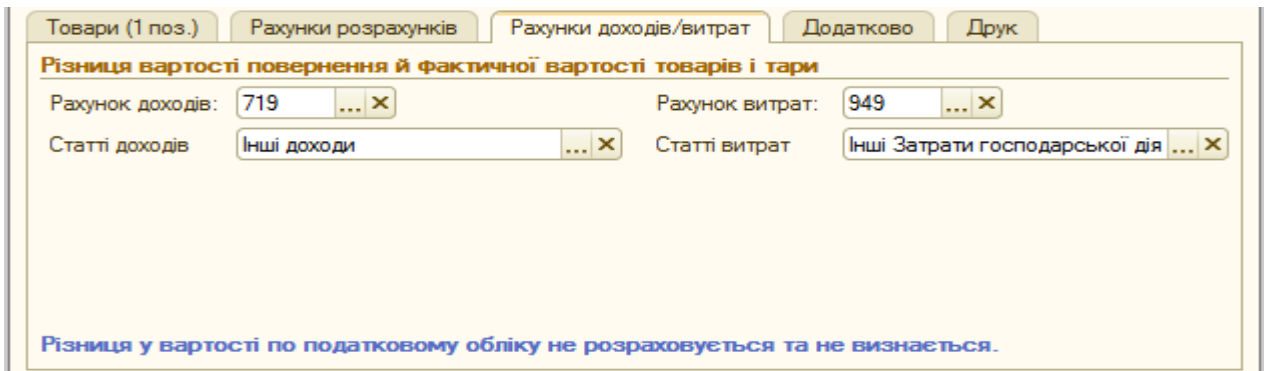 Товари (1 поз.) Рахунки розрахунків Рахунки доходів/витрат Додатково Друк
Різниця вартості повернення й фактичної вартості товарів і тари
Рахунок доходів: 719 ... × Рахунок витрат: 949 ... ×
Статті доходів Інші доходи ... × Статті витрат Інші Затрати господарської дія ... ×
Різниця у вартості по податковому обліку не розраховується та не визнається.